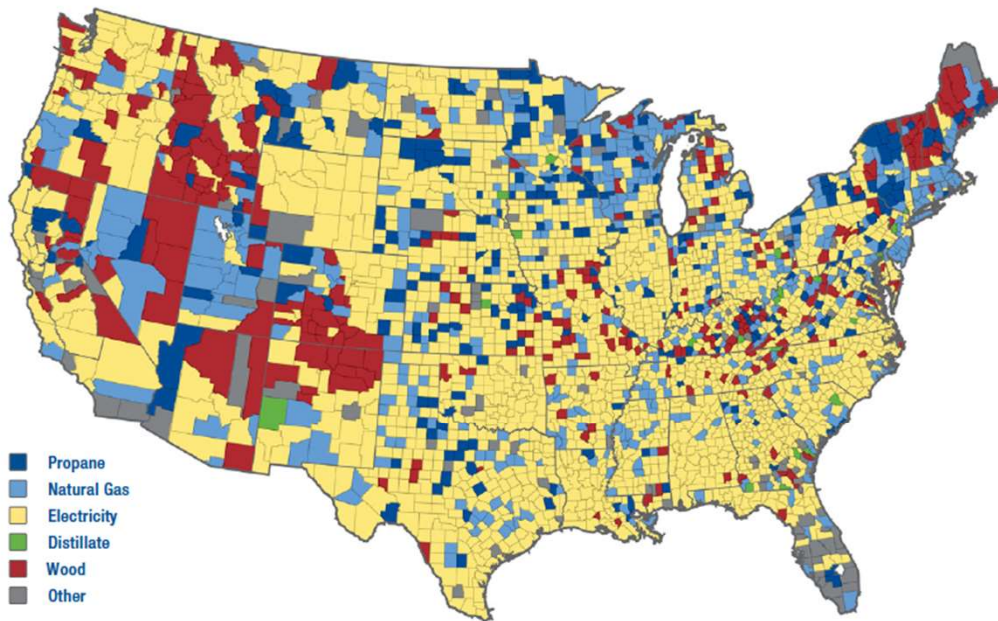 Propane
Natural Gas
Electricity
Distillate
Wood
Other